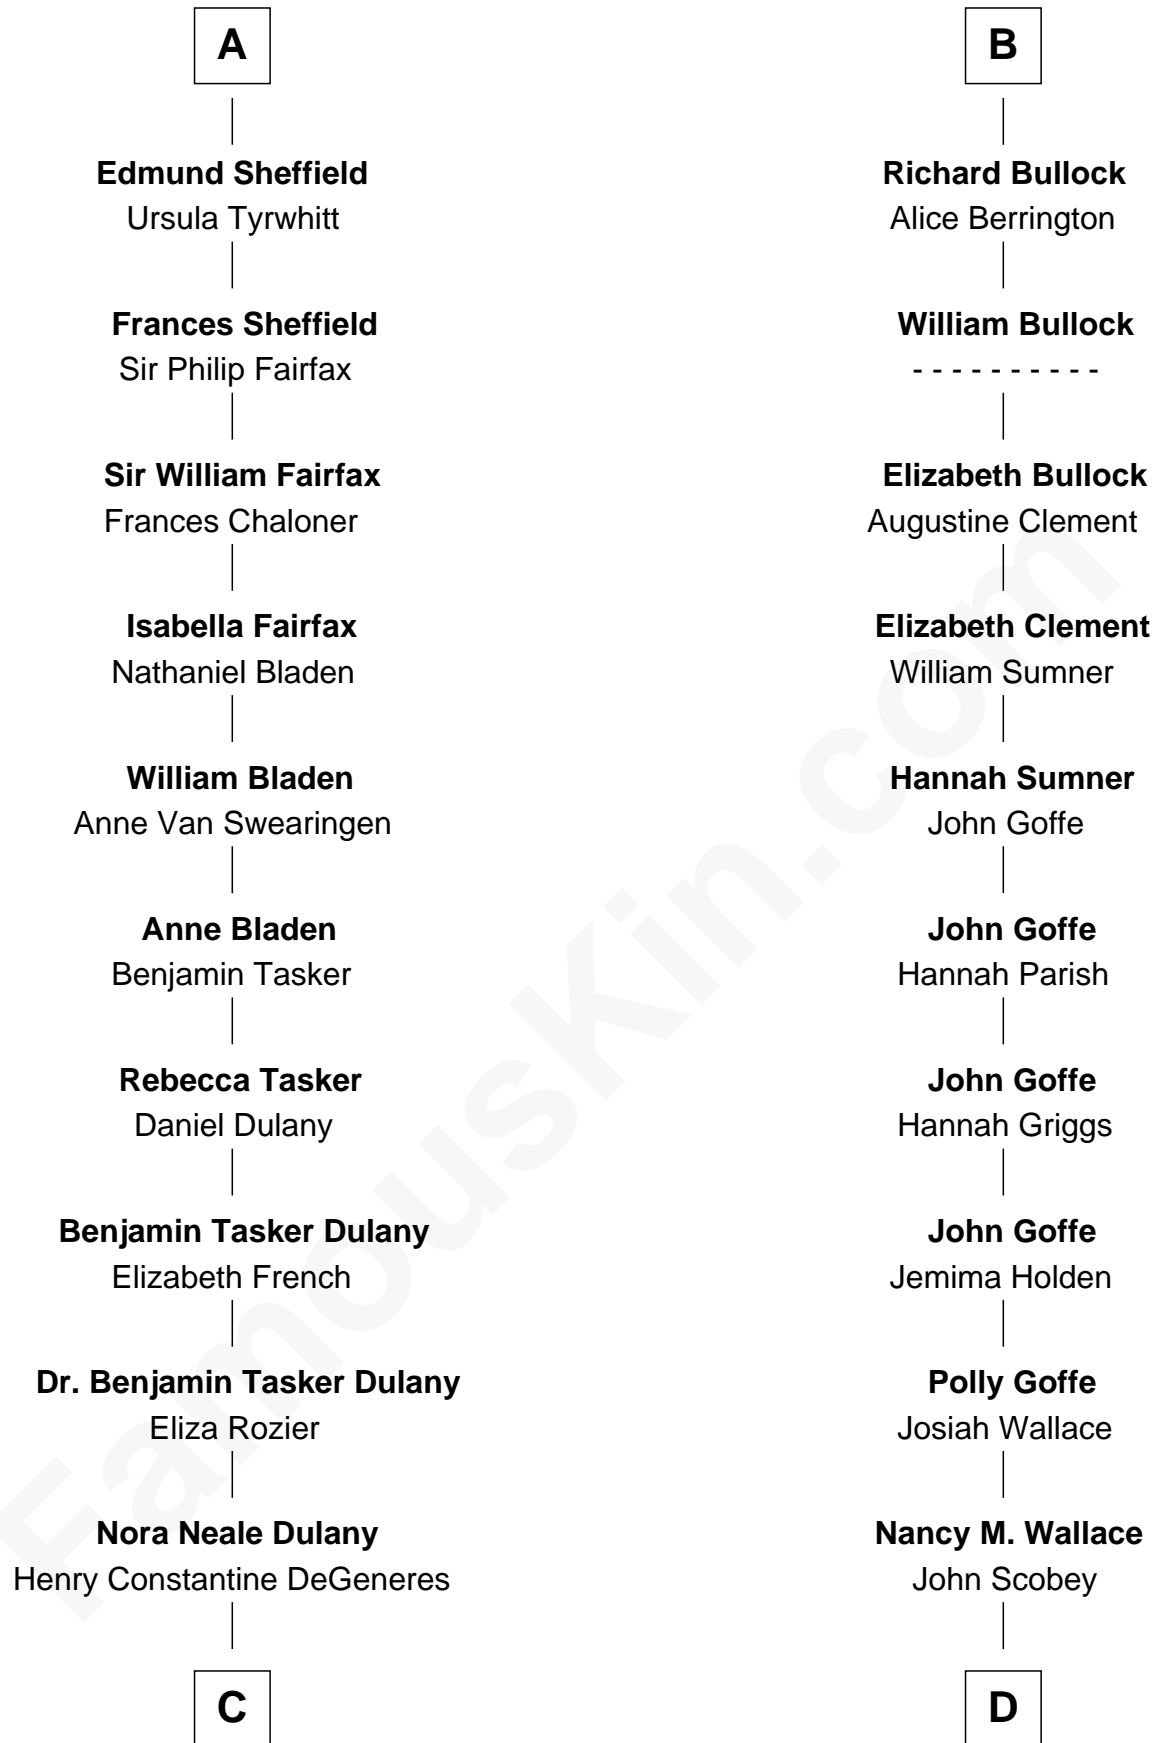 A
Edmund Sheffield
Ursula Tyrwhitt
Frances Sheffield
Sir Philip Fairfax
Sir William Fairfax
Frances Chaloner
Isabella Fairfax
Nathaniel Bladen
William Bladen
Anne Van Swearingen
Anne Bladen
Benjamin Tasker
Rebecca Tasker
Daniel Dulany
Benjamin Tasker Dulany
Elizabeth French
Dr. Benjamin Tasker Dulany
Eliza Rozier
Nora Neale Dulany
Henry Constantine DeGeneres
C
B
Richard Bullock
Alice Berrington
William Bullock
- - - - - - - - - -
Elizabeth Bullock
Augustine Clement
Elizabeth Clement
William Sumner
Hannah Sumner
John Goffe
John Goffe
Hannah Parish
John Goffe
Hannah Griggs
John Goffe
Jemima Holden
Polly Goffe
Josiah Wallace
Nancy M. Wallace
John Scobey
D
FamousKin.com